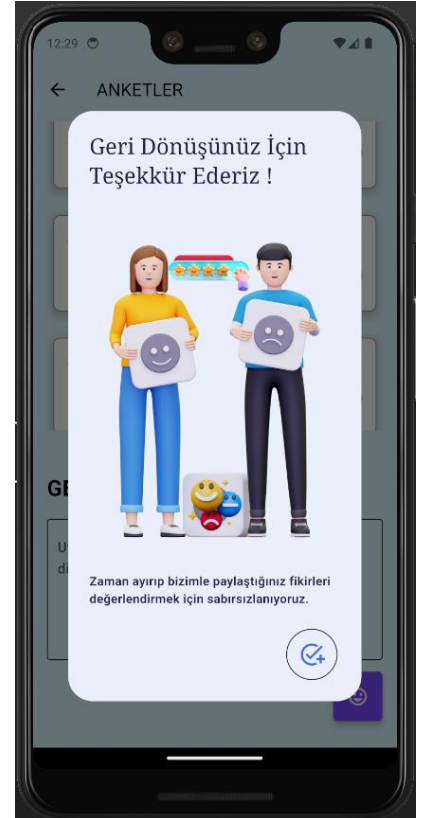 12:29
ANKETLER
Geri Dönüşünüz İçin
Teşekkür Ederiz !
Zaman ayırıp bizimle paylaştığınız fikirleri
değerlendirmek için sabırsızlanıyoruz.